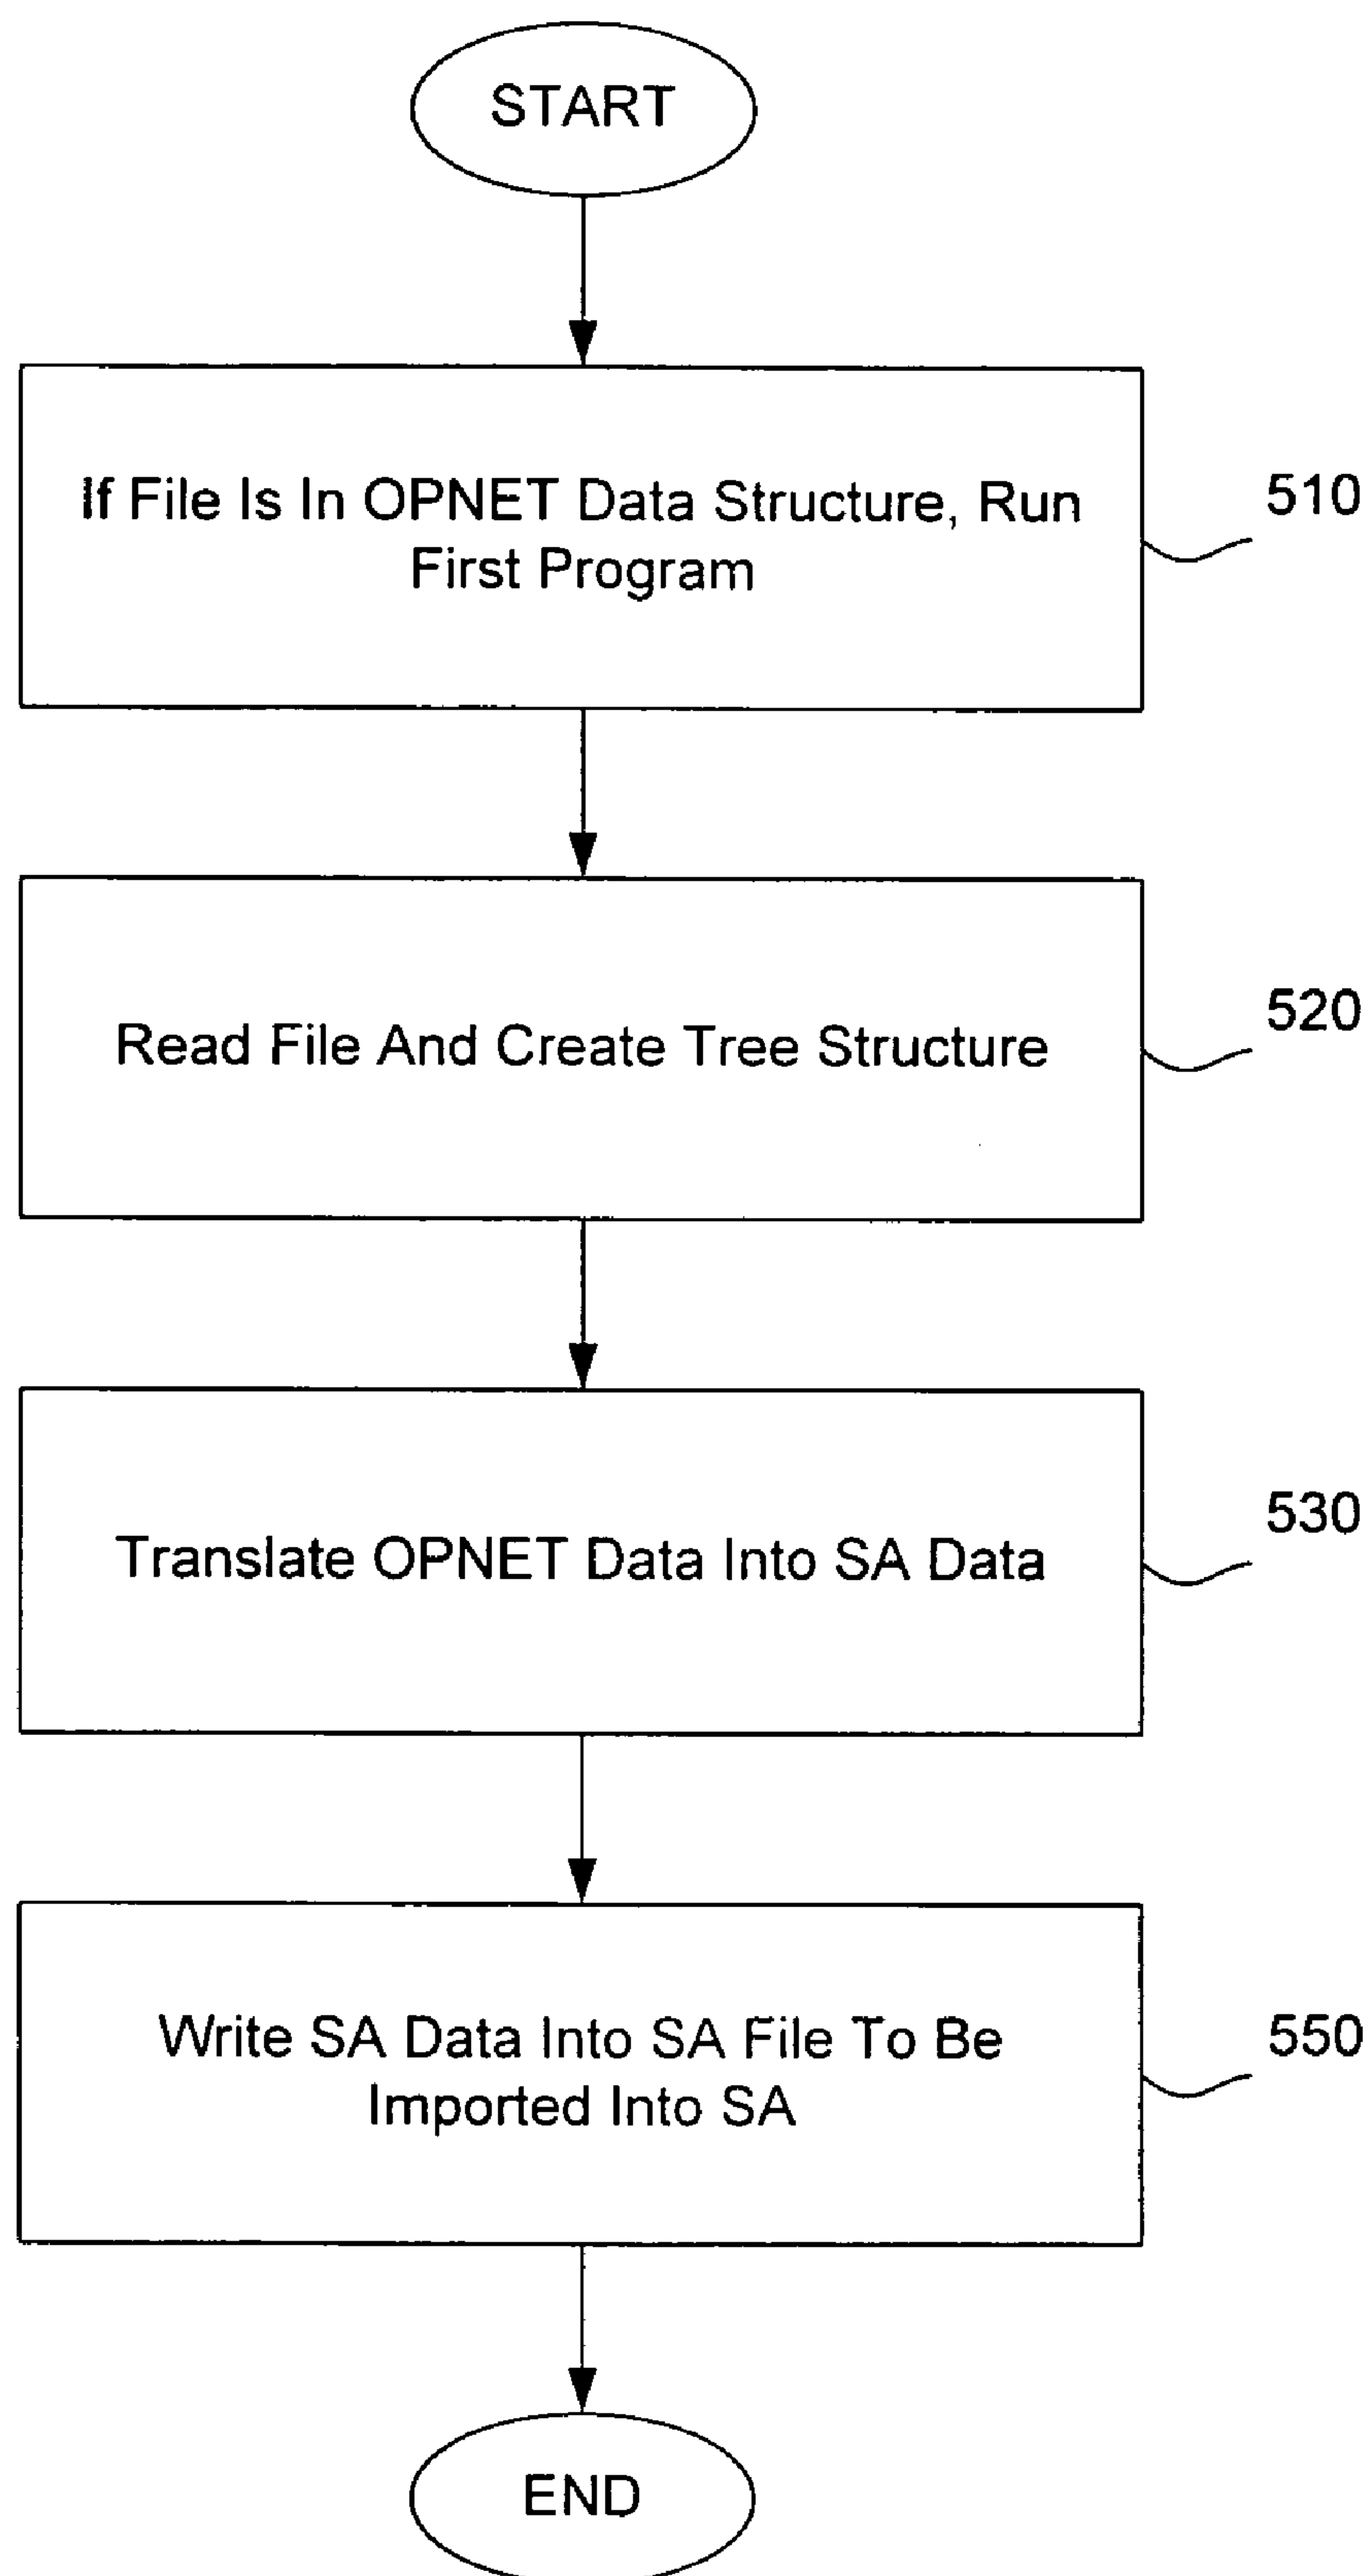 START
If File Is In OPNET Data Structure, Run
First Program
510
Read File And Create Tree Structure
520
Translate OPNET Data Into SA Data
530
Write SA Data Into SA File To Be
Imported Into SA
550
END